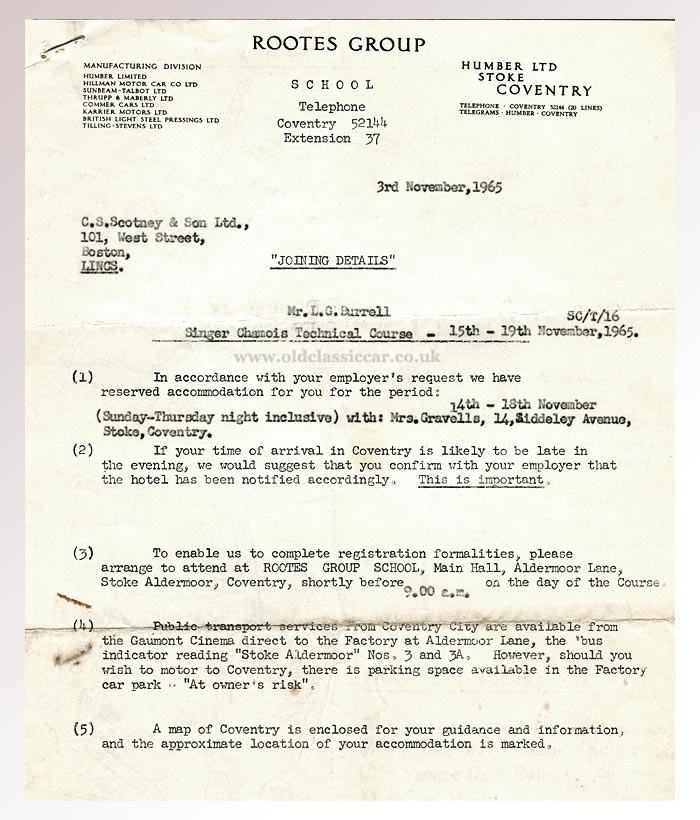 ROOTES GROUP
MANUFACTURING DIVISION
HUMBER LIMITED
HILLMAN MOTOR CAR CO LTD
SUNBEAM-TALBOT LTD
THRUPP & MABERLY LTD
COMMER CARS LTD
KARRIER MOTORS LTD
BRITISH LIGHT STEEL PRESSINGS LTD
TILLING-STEVENS LTD
SCHOOL
Telephone
Coventry 52144
Extension 37
HUMBER LTD
STOKE
COVENTRY
TELEPHONE · COVENTRY 52144 (20 LINES)
TELEGRAMS · HUMBER · COVENTRY
3rd November,1965
C.S.Scotney & Son Ltd.,
101, West Street,
Boston,
LINCS.
"JOINING DETAILS"
Mr.L.G.Burrell
SC/T/16
Singer Chamois Technical Course - 15th - 19th November,1965.
www.oldclassiccar.co.uk
(1) In accordance with your employer's request we have
reserved accommodation for you for the period:
14th - 18th November
(Sunday-Thursday night inclusive) with: Mrs.Gravells, 14,Siddeley Avenue,
Stoke,Coventry.
(2) If your time of arrival in Coventry is likely to be late in
the evening, we would suggest that you confirm with your employer that
the hotel has been notified accordingly. This is important.
(3) To enable us to complete registration formalities, please
arrange to attend at ROOTES GROUP SCHOOL, Main Hall, Aldermoor Lane,
Stoke Aldermoor, Coventry, shortly before 9.00 a.m. on the day of the Course.
(4) Public transport services from Coventry City are available from
the Gaumont Cinema direct to the Factory at Aldermoor Lane, the 'bus
indicator reading "Stoke Aldermoor" Nos. 3 and 3A. However, should you
wish to motor to Coventry, there is parking space available in the Factory
car park - "At owner's risk".
(5) A map of Coventry is enclosed for your guidance and information,
and the approximate location of your accommodation is marked.